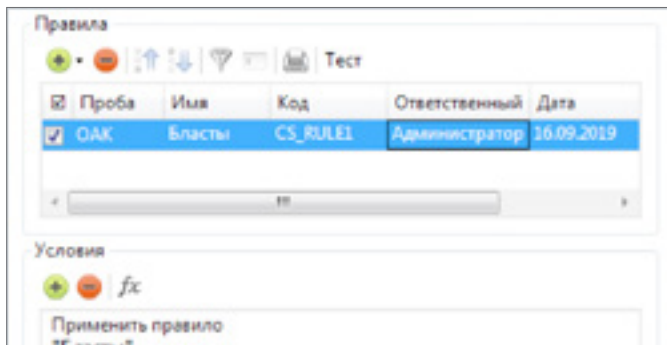 Правила
Тест
Проба Имя Код Ответственный Дата
ОАК Бласты CS_RULE1 Администратор 16.09.2019
Условия
fx
Применить правило